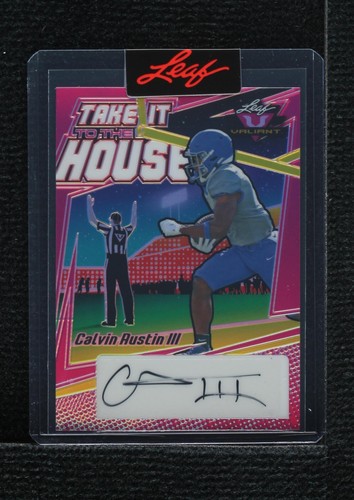 Leaf
TAKE IT
TO THE
HOUSE
Leaf
VALIANT
Calvin Austin III